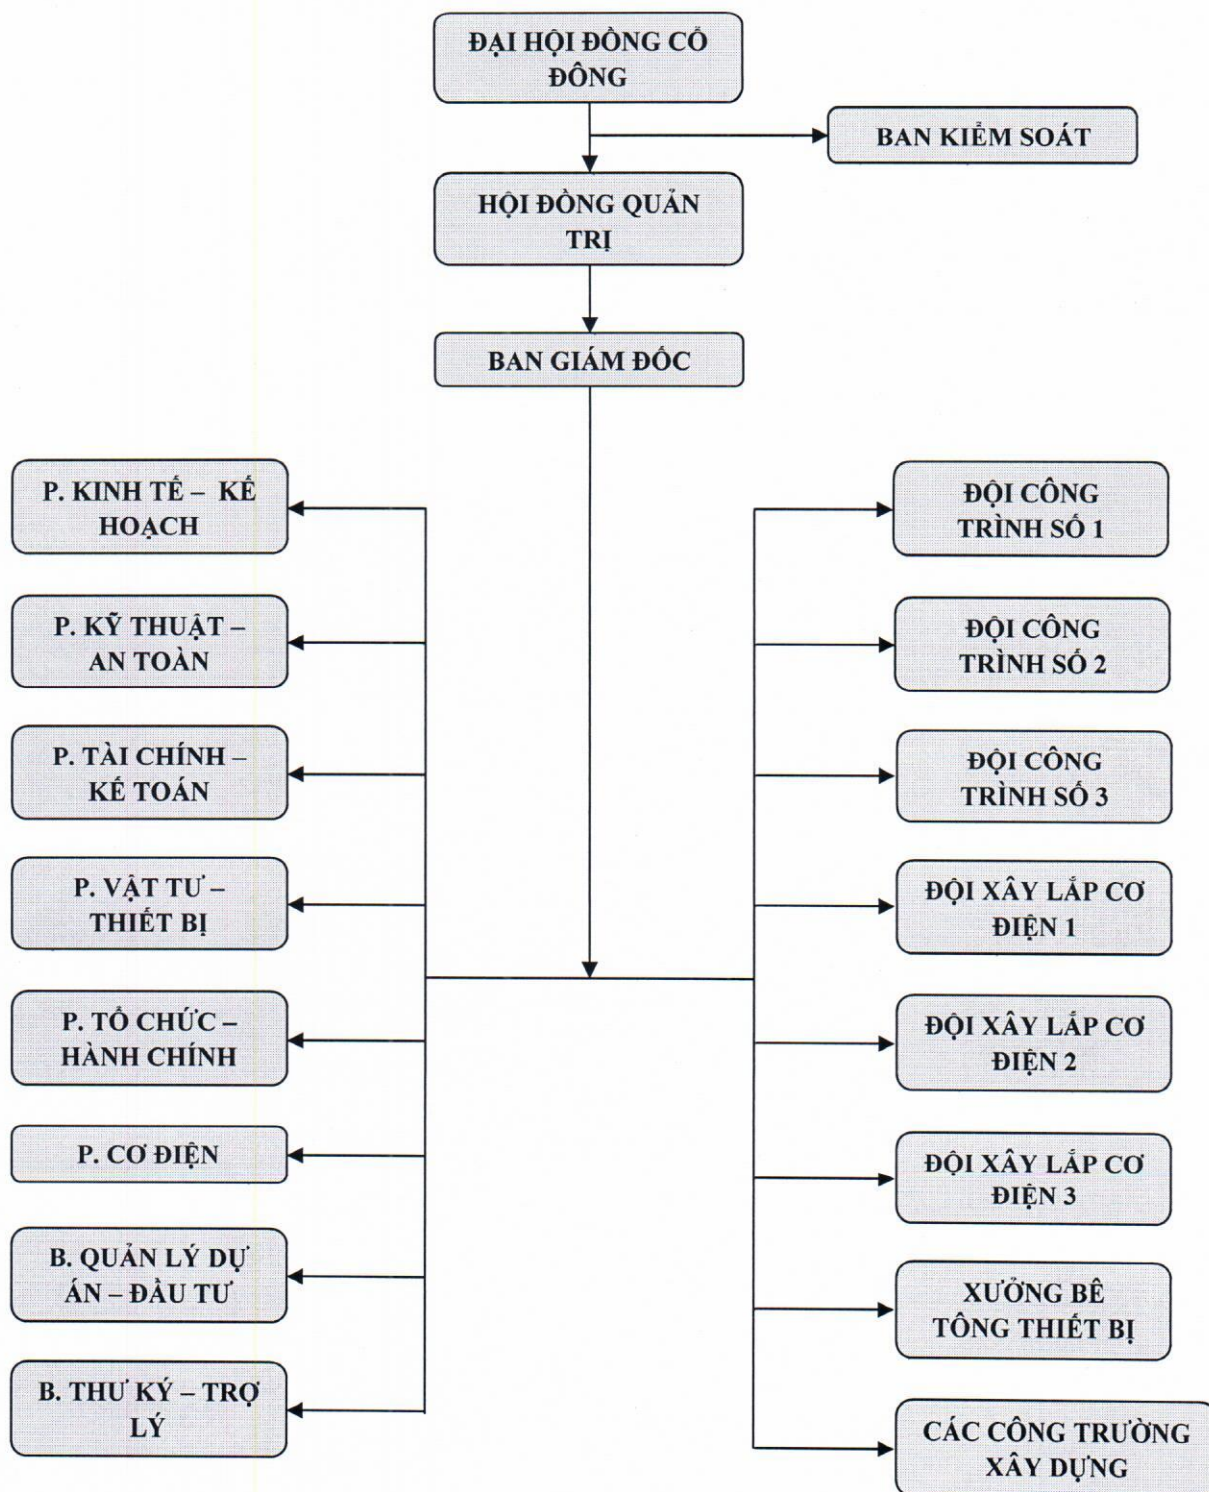 ĐẠI HỘI ĐỒNG CỔ
ĐÔNG
BAN KIỂM SOÁT
HỘI ĐỒNG QUẢN
TRỊ
BAN GIÁM ĐỐC
P. KINH TẾ – KẾ
HOẠCH
P. KỸ THUẬT –
AN TOÀN
P. TÀI CHÍNH –
KẾ TOÁN
P. VẬT TƯ –
THIẾT BỊ
P. TỔ CHỨC –
HÀNH CHÍNH
P. CƠ ĐIỆN
B. QUẢN LÝ DỰ
ÁN – ĐẦU TƯ
B. THƯ KÝ – TRỢ
LÝ
ĐỘI CÔNG
TRÌNH SỐ 1
ĐỘI CÔNG
TRÌNH SỐ 2
ĐỘI CÔNG
TRÌNH SỐ 3
ĐỘI XÂY LẮP CƠ
ĐIỆN 1
ĐỘI XÂY LẮP CƠ
ĐIỆN 2
ĐỘI XÂY LẮP CƠ
ĐIỆN 3
XƯỞNG BÊ
TÔNG THIẾT BỊ
CÁC CÔNG TRƯỜNG
XÂY DỰNG